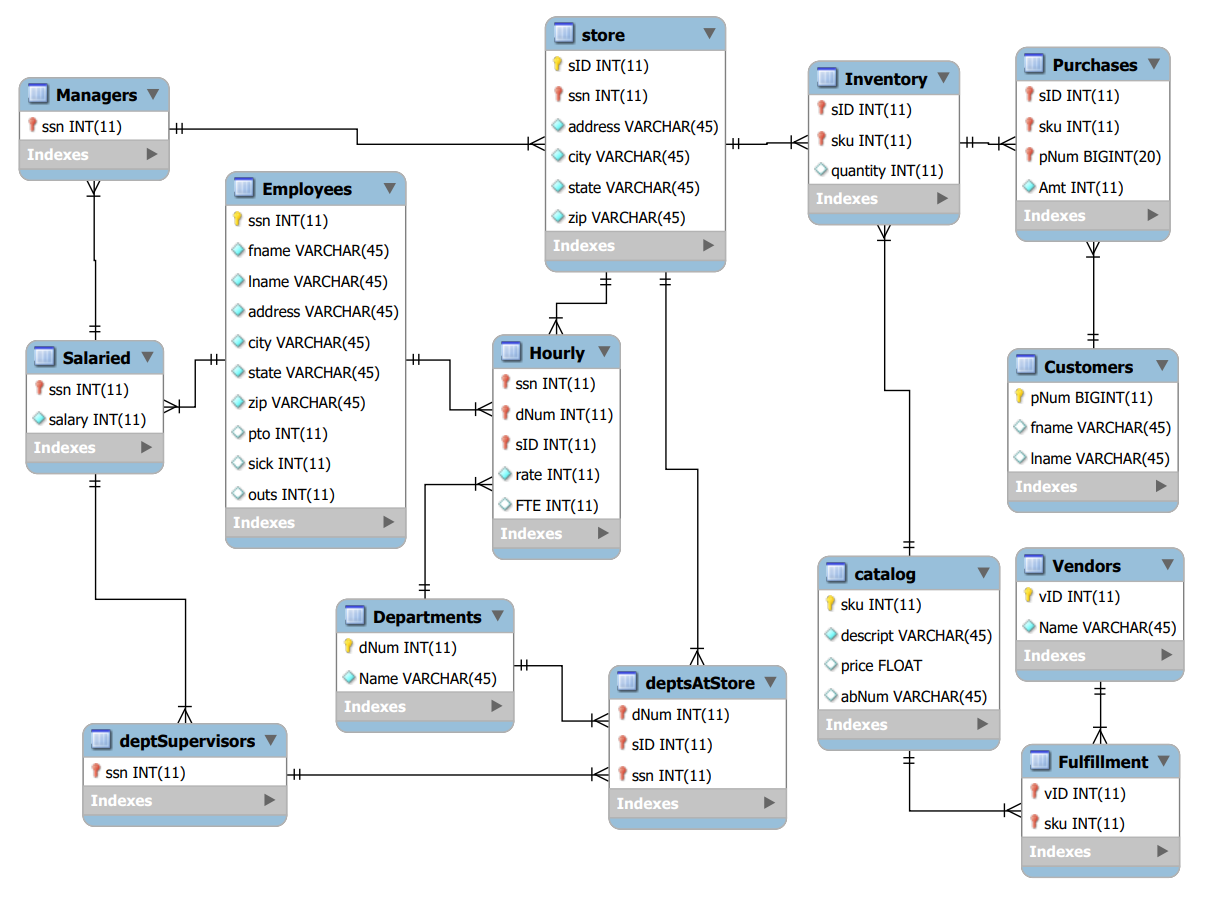 store
sID INT(11)
ssn INT(11)
address VARCHAR(45)
city VARCHAR(45)
state VARCHAR(45)
zip VARCHAR(45)
Indexes
Managers
ssn INT(11)
Indexes
Employees
ssn INT(11)
fname VARCHAR(45)
lname VARCHAR(45)
address VARCHAR(45)
city VARCHAR(45)
state VARCHAR(45)
zip VARCHAR(45)
pto INT(11)
sick INT(11)
outs INT(11)
Indexes
Inventory
sID INT(11)
sku INT(11)
quantity INT(11)
Indexes
Purchases
sID INT(11)
sku INT(11)
pNum BIGINT(20)
Amt INT(11)
Indexes
Salaried
ssn INT(11)
salary INT(11)
Indexes
Hourly
ssn INT(11)
dNum INT(11)
sID INT(11)
rate INT(11)
FTE INT(11)
Indexes
Customers
pNum BIGINT(11)
fname VARCHAR(45)
lname VARCHAR(45)
Indexes
Departments
dNum INT(11)
Name VARCHAR(45)
Indexes
catalog
sku INT(11)
descript VARCHAR(45)
price FLOAT
abNum VARCHAR(45)
Indexes
Vendors
vID INT(11)
Name VARCHAR(45)
Indexes
deptSupervisors
ssn INT(11)
Indexes
deptsAtStore
dNum INT(11)
sID INT(11)
ssn INT(11)
Indexes
Fulfillment
vID INT(11)
sku INT(11)
Indexes